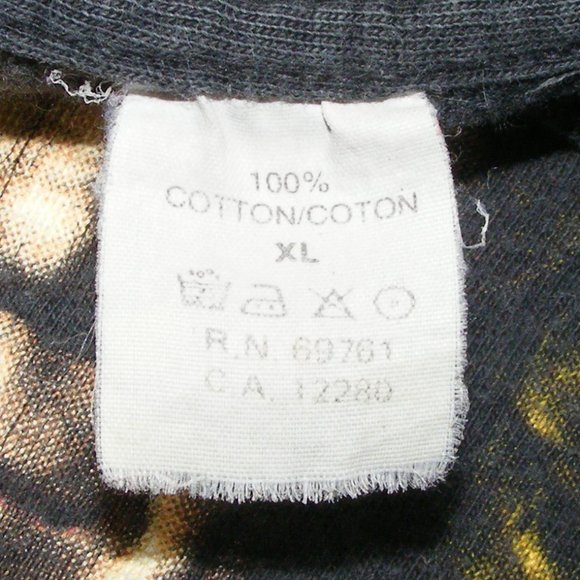 100%
COTTON/COTON
XL
R.N. 69761
C.A. 12280